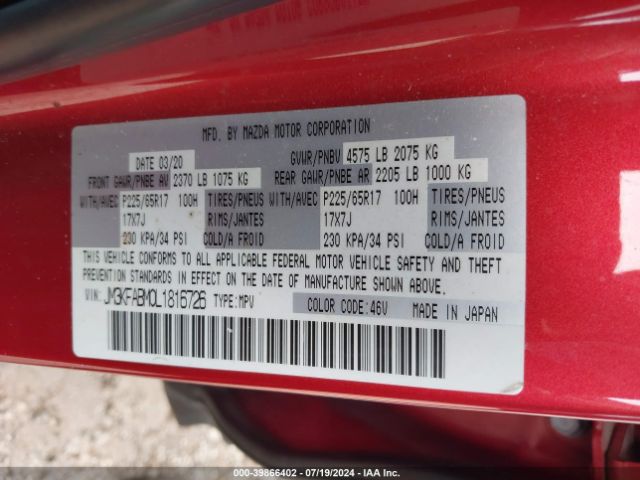 MFD. BY MAZDA MOTOR CORPORATION
DATE 03/20 GVWR/PNBV 4575 LB 2075 KG
FRONT GAWR/PNBE AV 2370 LB 1075 KG REAR GAWR/PNBE AR 2205 LB 1000 KG
WITH/AVEC P225/65R17 100H TIRES/PNEUS WITH/AVEC P225/65R17 100H TIRES/PNEUS
17X7J RIMS/JANTES 17X7J RIMS/JANTES
230 KPA/34 PSI COLD/A FROID 230 KPA/34 PSI COLD/A FROID
THIS VEHICLE CONFORMS TO ALL APPLICABLE FEDERAL MOTOR VEHICLE SAFETY AND THEFT
PREVENTION STANDARDS IN EFFECT ON THE DATE OF MANUFACTURE SHOWN ABOVE.
VIN: JM3KFABM0L1816726 TYPE: MPV COLOR CODE: 46V MADE IN JAPAN
000-39866402 - 07/19/2024 - IAA Inc.